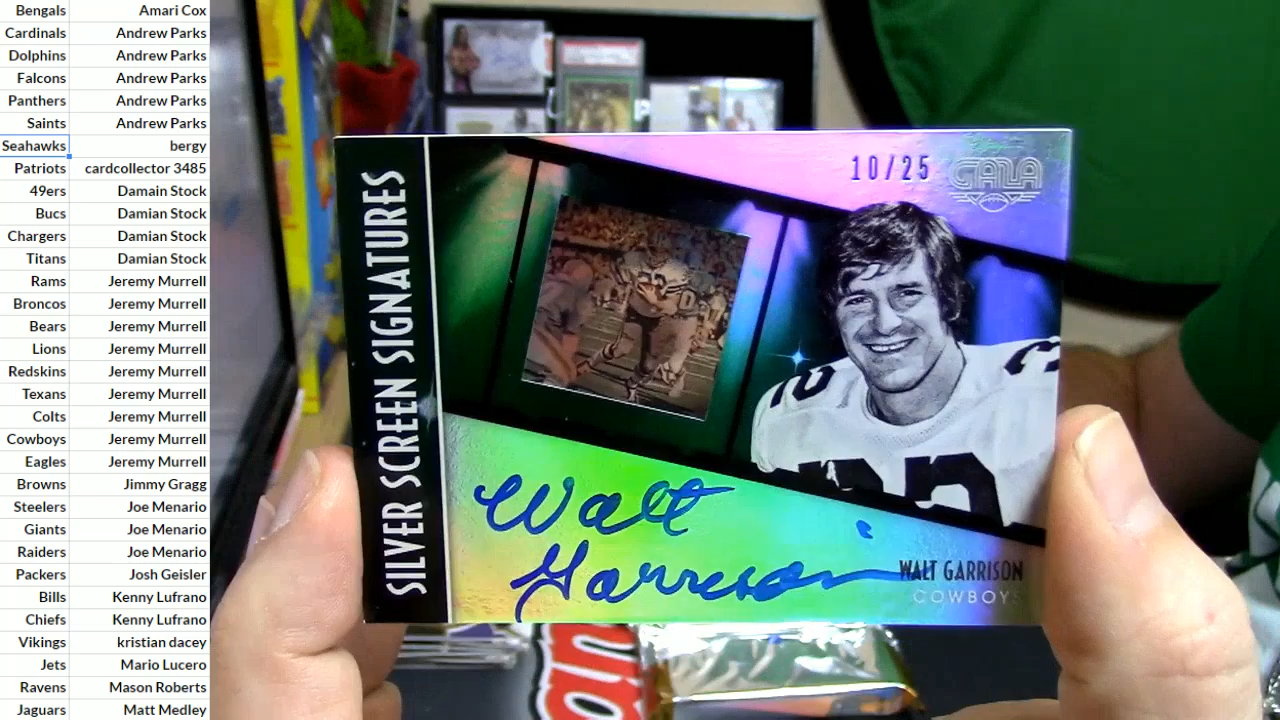 Bengals Amari Cox
Cardinals Andrew Parks
Dolphins Andrew Parks
Falcons Andrew Parks
Panthers Andrew Parks
Saints Andrew Parks
Seahawks bergy
Patriots cardcollector 3485
49ers Damain Stock
Bucs Damian Stock
Chargers Damian Stock
Titans Damian Stock
Rams Jeremy Murrell
Broncos Jeremy Murrell
Bears Jeremy Murrell
Lions Jeremy Murrell
Redskins Jeremy Murrell
Texans Jeremy Murrell
Colts Jeremy Murrell
Cowboys Jeremy Murrell
Eagles Jeremy Murrell
Browns Jimmy Gragg
Steelers Joe Menario
Giants Joe Menario
Raiders Joe Menario
Packers Josh Geisler
Bills Kenny Lufrano
Chiefs Kenny Lufrano
Vikings kristian dacey
Jets Mario Lucero
Ravens Mason Roberts
Jaguars Matt Medley
SILVER SCREEN SIGNATURES
10/25
GALA
32
Walt
Garrison
WALT GARRISON
COWBOYS